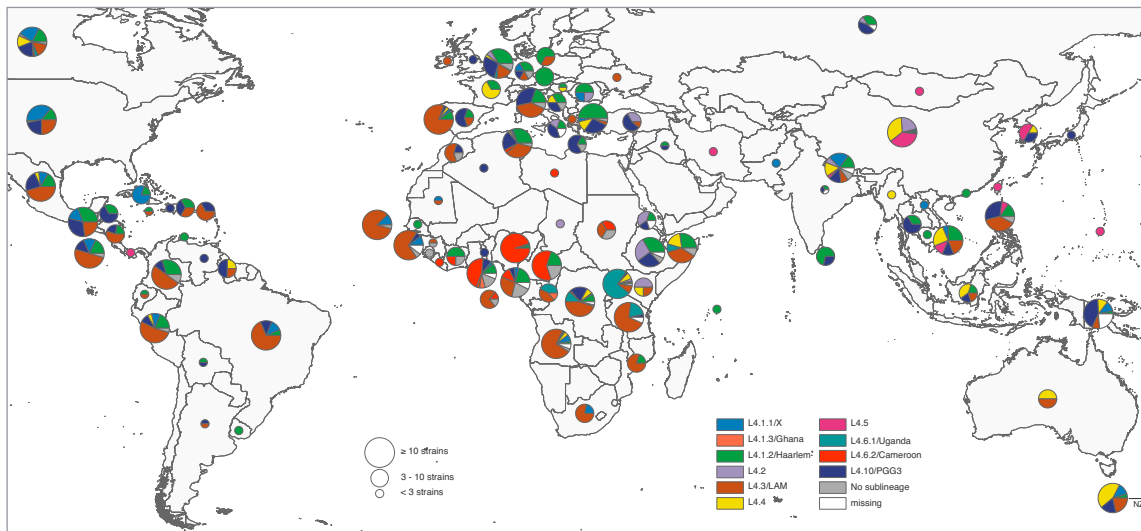 ≥ 10 strains
3 - 10 strains
< 3 strains
L4.1.1/X
L4.1.3/Ghana
L4.1.2/Haarlem
L4.2
L4.3/LAM
L4.4
L4.5
L4.6.1/Uganda
L4.6.2/Cameroon
L4.10/PGG3
No sublineage
missing